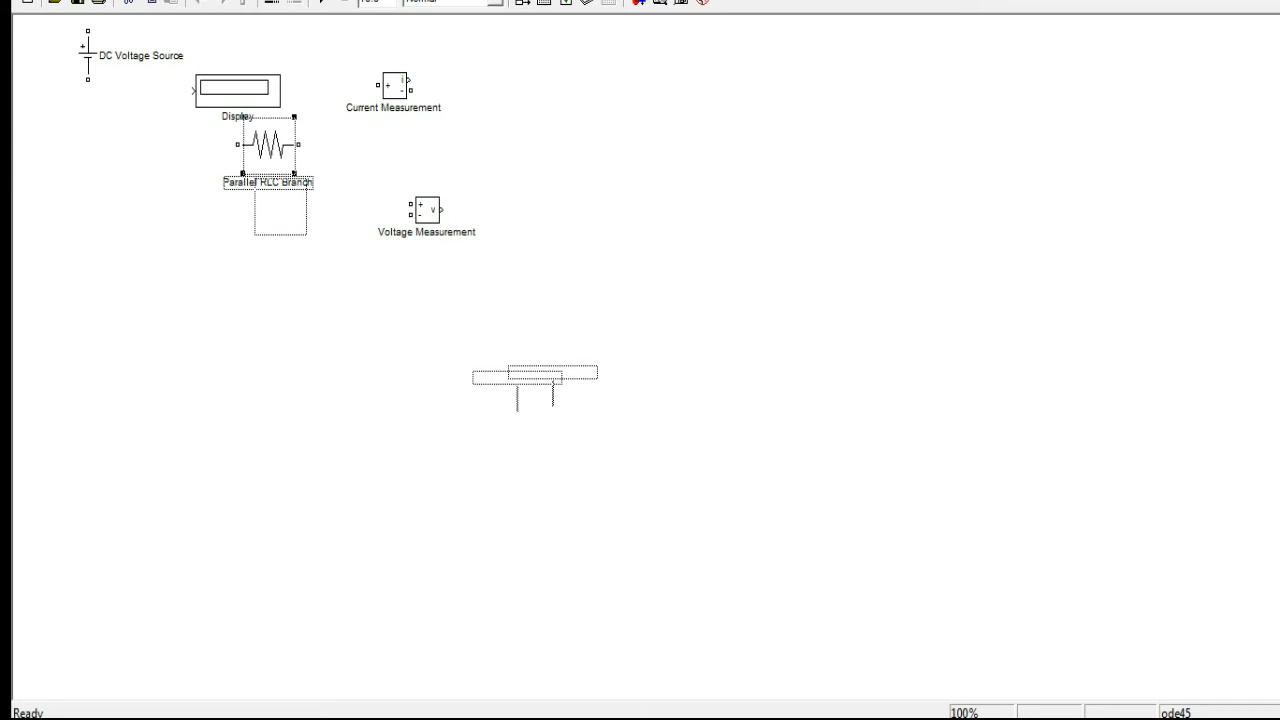 DC Voltage Source
Display
Current Measurement
Parallel RLC Branch
Voltage Measurement
Ready
100%
ode45